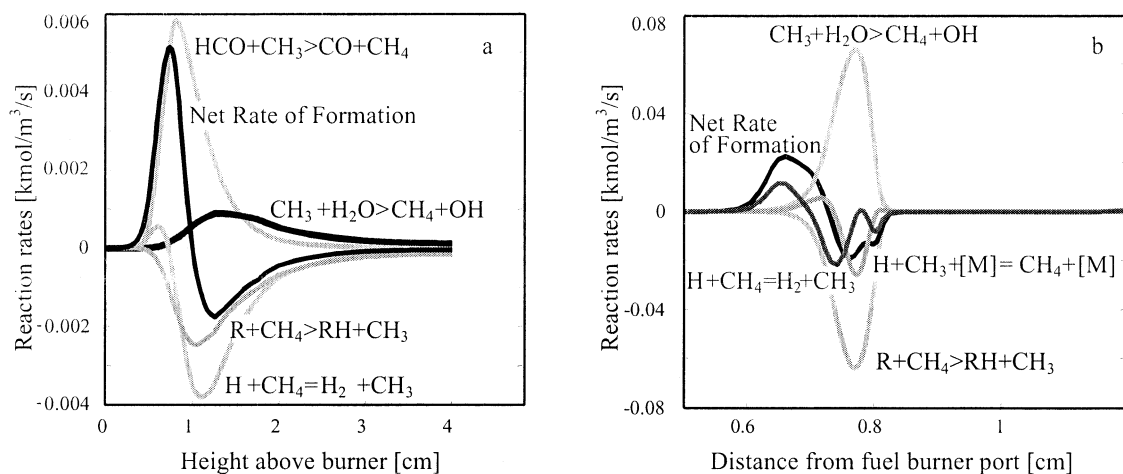 a
Reaction rates [kmol/m³/s]
0.006
0.004
0.002
0
-0.002
-0.004
HCO+CH₃>CO+CH₄
Net Rate of Formation
CH₃+H₂O>CH₄+OH
R+CH₄>RH+CH₃
H+CH₄=H₂ +CH₃
0 1 2 3 4
Height above burner [cm]
b
Reaction rates [kmol/m³/s]
0.08
0.04
0
-0.04
-0.08
CH₃+H₂O>CH₄+OH
Net Rate
of Formation
H+CH₄=H₂+CH₃
H+CH₃+[M]= CH₄+[M]
R+CH₄>RH+CH₃
0.6 0.8 1
Distance from fuel burner port [cm]